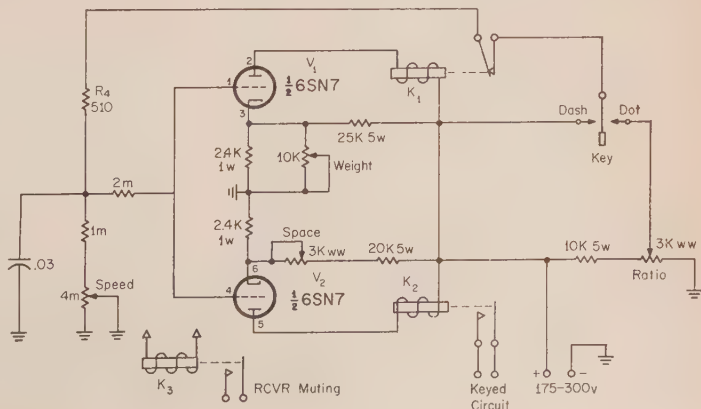 R4
510
2
V1
1
½ 6SN7
3
K1
25K 5w
Dash
Dot
Key
2.4K
1w
10K
Weight
2m
2.4K
1w
1m
.03
4m
Speed
Space
3K ww
20K 5w
10K 5w
3K ww
Ratio
6
V2
4
½ 6SN7
5
K2
K3
RCVR Muting
Keyed
Circuit
+
-
175-300v